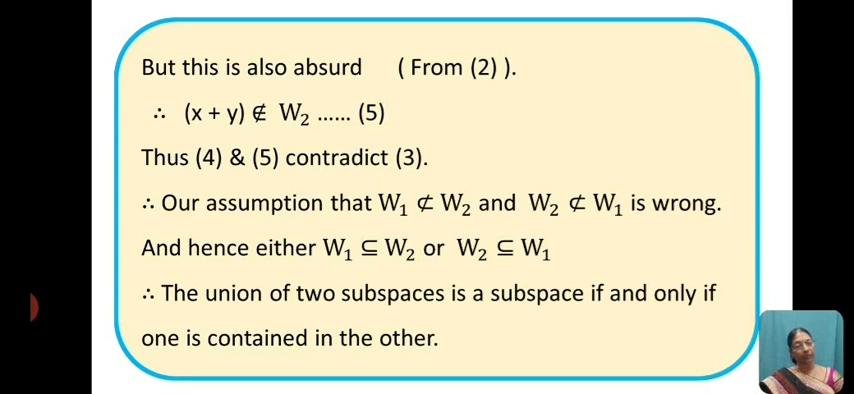 But this is also absurd ( From (2) ).
∴ (x + y) ∉ W₂ ...... (5)
Thus (4) & (5) contradict (3).
∴ Our assumption that W₁ ⊄ W₂ and W₂ ⊄ W₁ is wrong.
And hence either W₁ ⊆ W₂ or W₂ ⊆ W₁
∴ The union of two subspaces is a subspace if and only if
one is contained in the other.